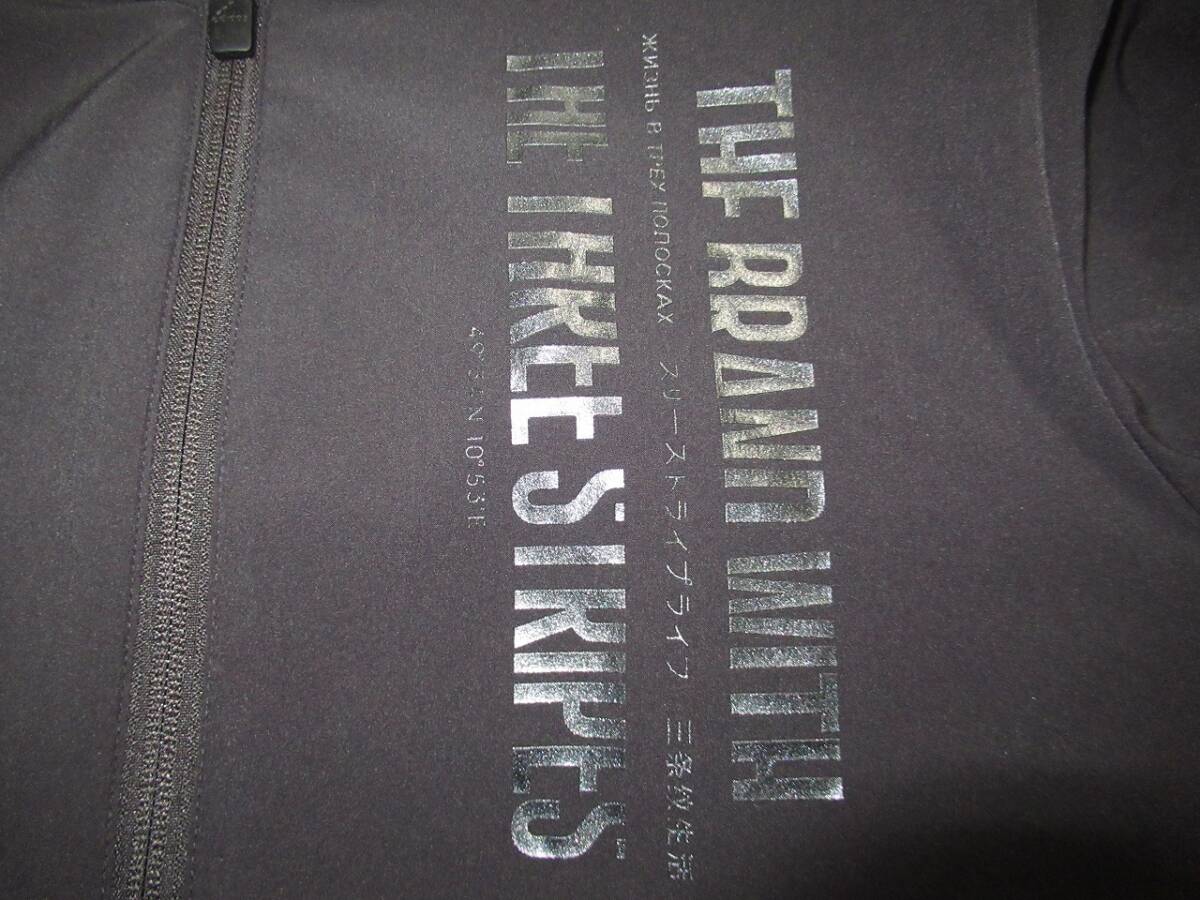 THE BRAND WITH
ЖИЗНЬ В ТРЕХ ПОЛОСКАХ スリーストライプライフ 三条纹生活
THE THREE STRIPES™
49°34'N 10°53'E